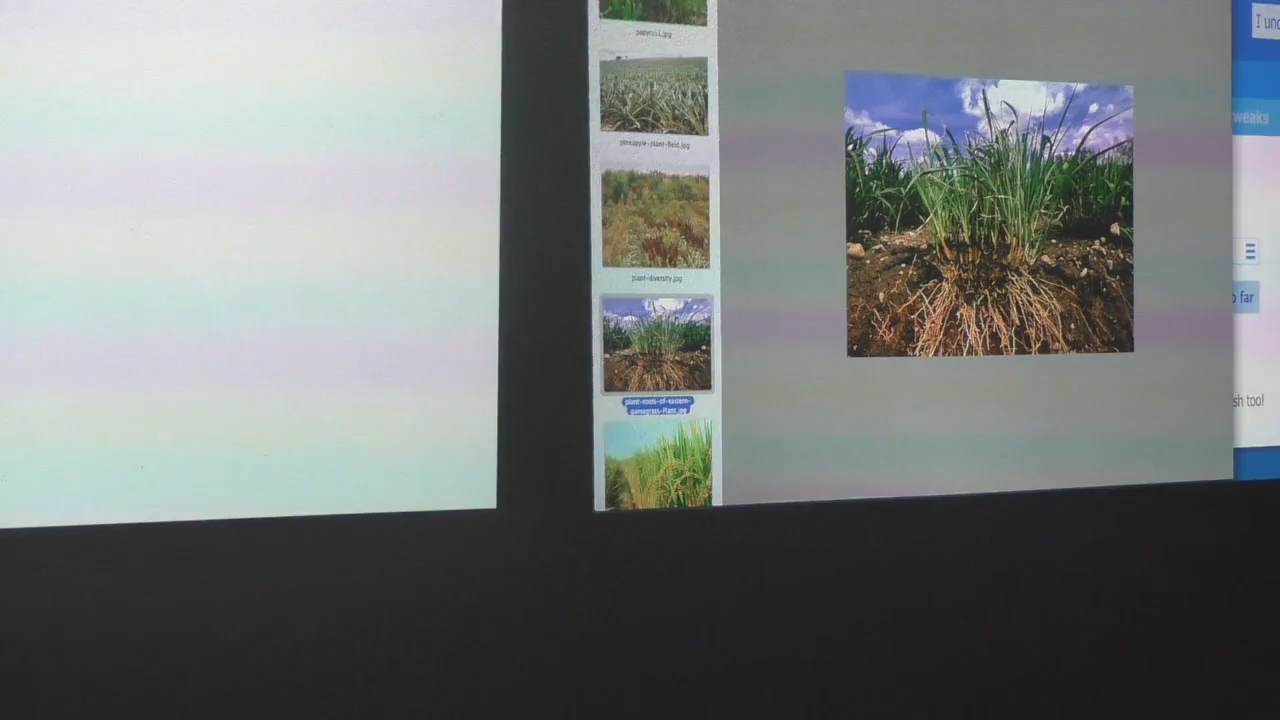 papyrus1.jpg
pineapple-plant-field.jpg
plant-diversity.jpg
plant-roots-of-eastern-
gamagrass-Plant.jpg
I unc
weaks
o far
sh too!